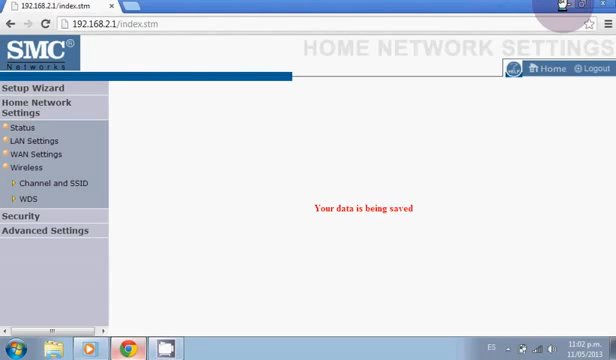 192.168.2.1/index.stm
192.168.2.1/index.stm
SMC®
Networks
HOME NETWORK SETTINGS
Home
Logout
Setup Wizard
Home Network
Settings
Status
LAN Settings
WAN Settings
Wireless
Channel and SSID
WDS
Security
Advanced Settings
Your data is being saved
ES
11:02 p.m.
11/05/2013